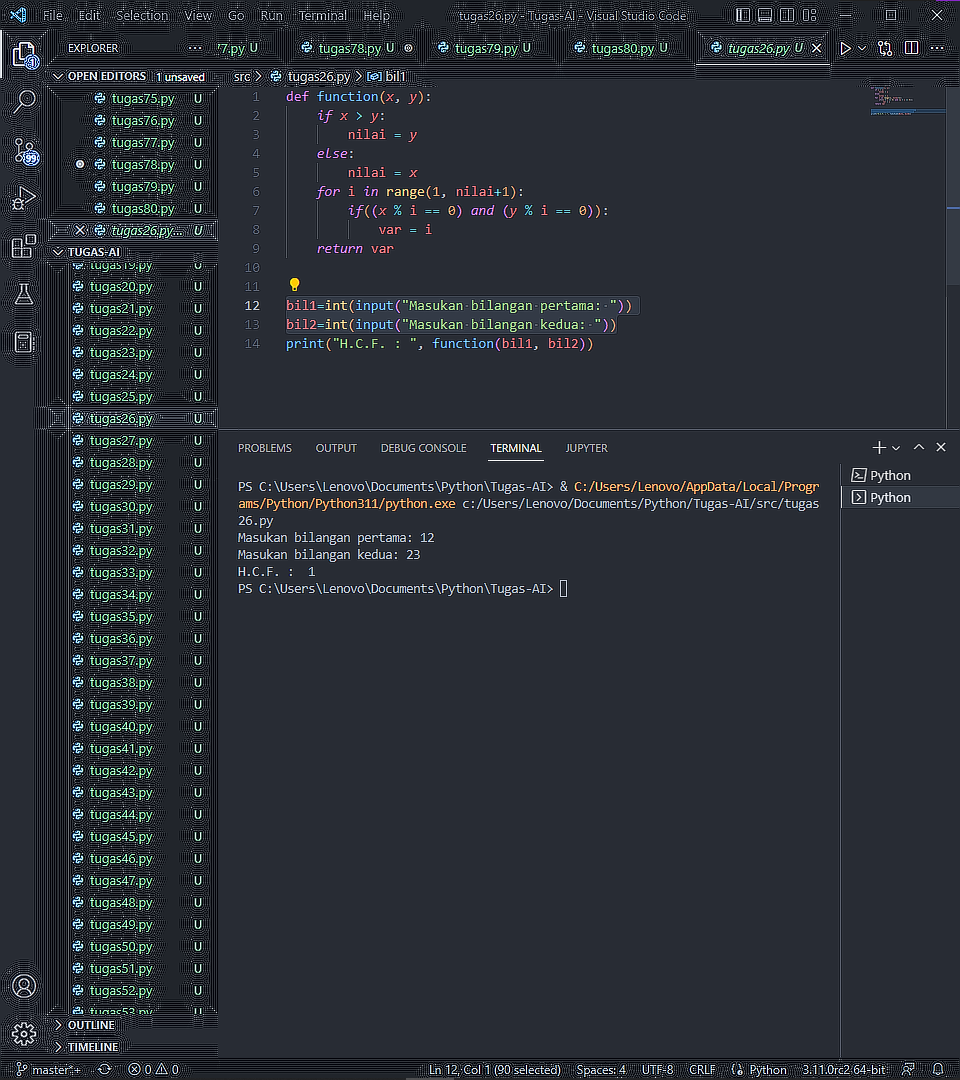 File Edit Selection View Go Run Terminal Help tugas26.py - Tugas-AI - Visual Studio Code
EXPLORER
77.py U tugas78.py U tugas79.py U tugas80.py U tugas26.py U
OPEN EDITORS 1 unsaved
src > tugas26.py > bil1
tugas75.py U
tugas76.py U
tugas77.py U
tugas78.py U
tugas79.py U
tugas80.py U
tugas26.py... U
TUGAS-AI
tugas19.py U
tugas20.py U
tugas21.py U
tugas22.py U
tugas23.py U
tugas24.py U
tugas25.py U
tugas26.py U
tugas27.py U
tugas28.py U
tugas29.py U
tugas30.py U
tugas31.py U
tugas32.py U
tugas33.py U
tugas34.py U
tugas35.py U
tugas36.py U
tugas37.py U
tugas38.py U
tugas39.py U
tugas40.py U
tugas41.py U
tugas42.py U
tugas43.py U
tugas44.py U
tugas45.py U
tugas46.py U
tugas47.py U
tugas48.py U
tugas49.py U
tugas50.py U
tugas51.py U
tugas52.py U
tugas53.py U
OUTLINE
TIMELINE
1
99
1 def function(x, y):
2 if x > y:
3 nilai = y
4 else:
5 nilai = x
6 for i in range(1, nilai+1):
7 if((x % i == 0) and (y % i == 0)):
8 var = i
9 return var
10
11
12 bil1=int(input("Masukan bilangan pertama: "))
13 bil2=int(input("Masukan bilangan kedua: "))
14 print("H.C.F. : ", function(bil1, bil2))
PROBLEMS OUTPUT DEBUG CONSOLE TERMINAL JUPYTER
PS C:\Users\Lenovo\Documents\Python\Tugas-AI> & C:/Users/Lenovo/AppData/Local/Progr
ams/Python/Python311/python.exe c:/Users/Lenovo/Documents/Python/Tugas-AI/src/tugas
26.py
Masukan bilangan pertama: 12
Masukan bilangan kedua: 23
H.C.F. :  1
PS C:\Users\Lenovo\Documents\Python\Tugas-AI>
Python
Python
master*+ 0 0 Ln 12, Col 1 (90 selected) Spaces: 4 UTF-8 CRLF Python 3.11.0rc2 64-bit